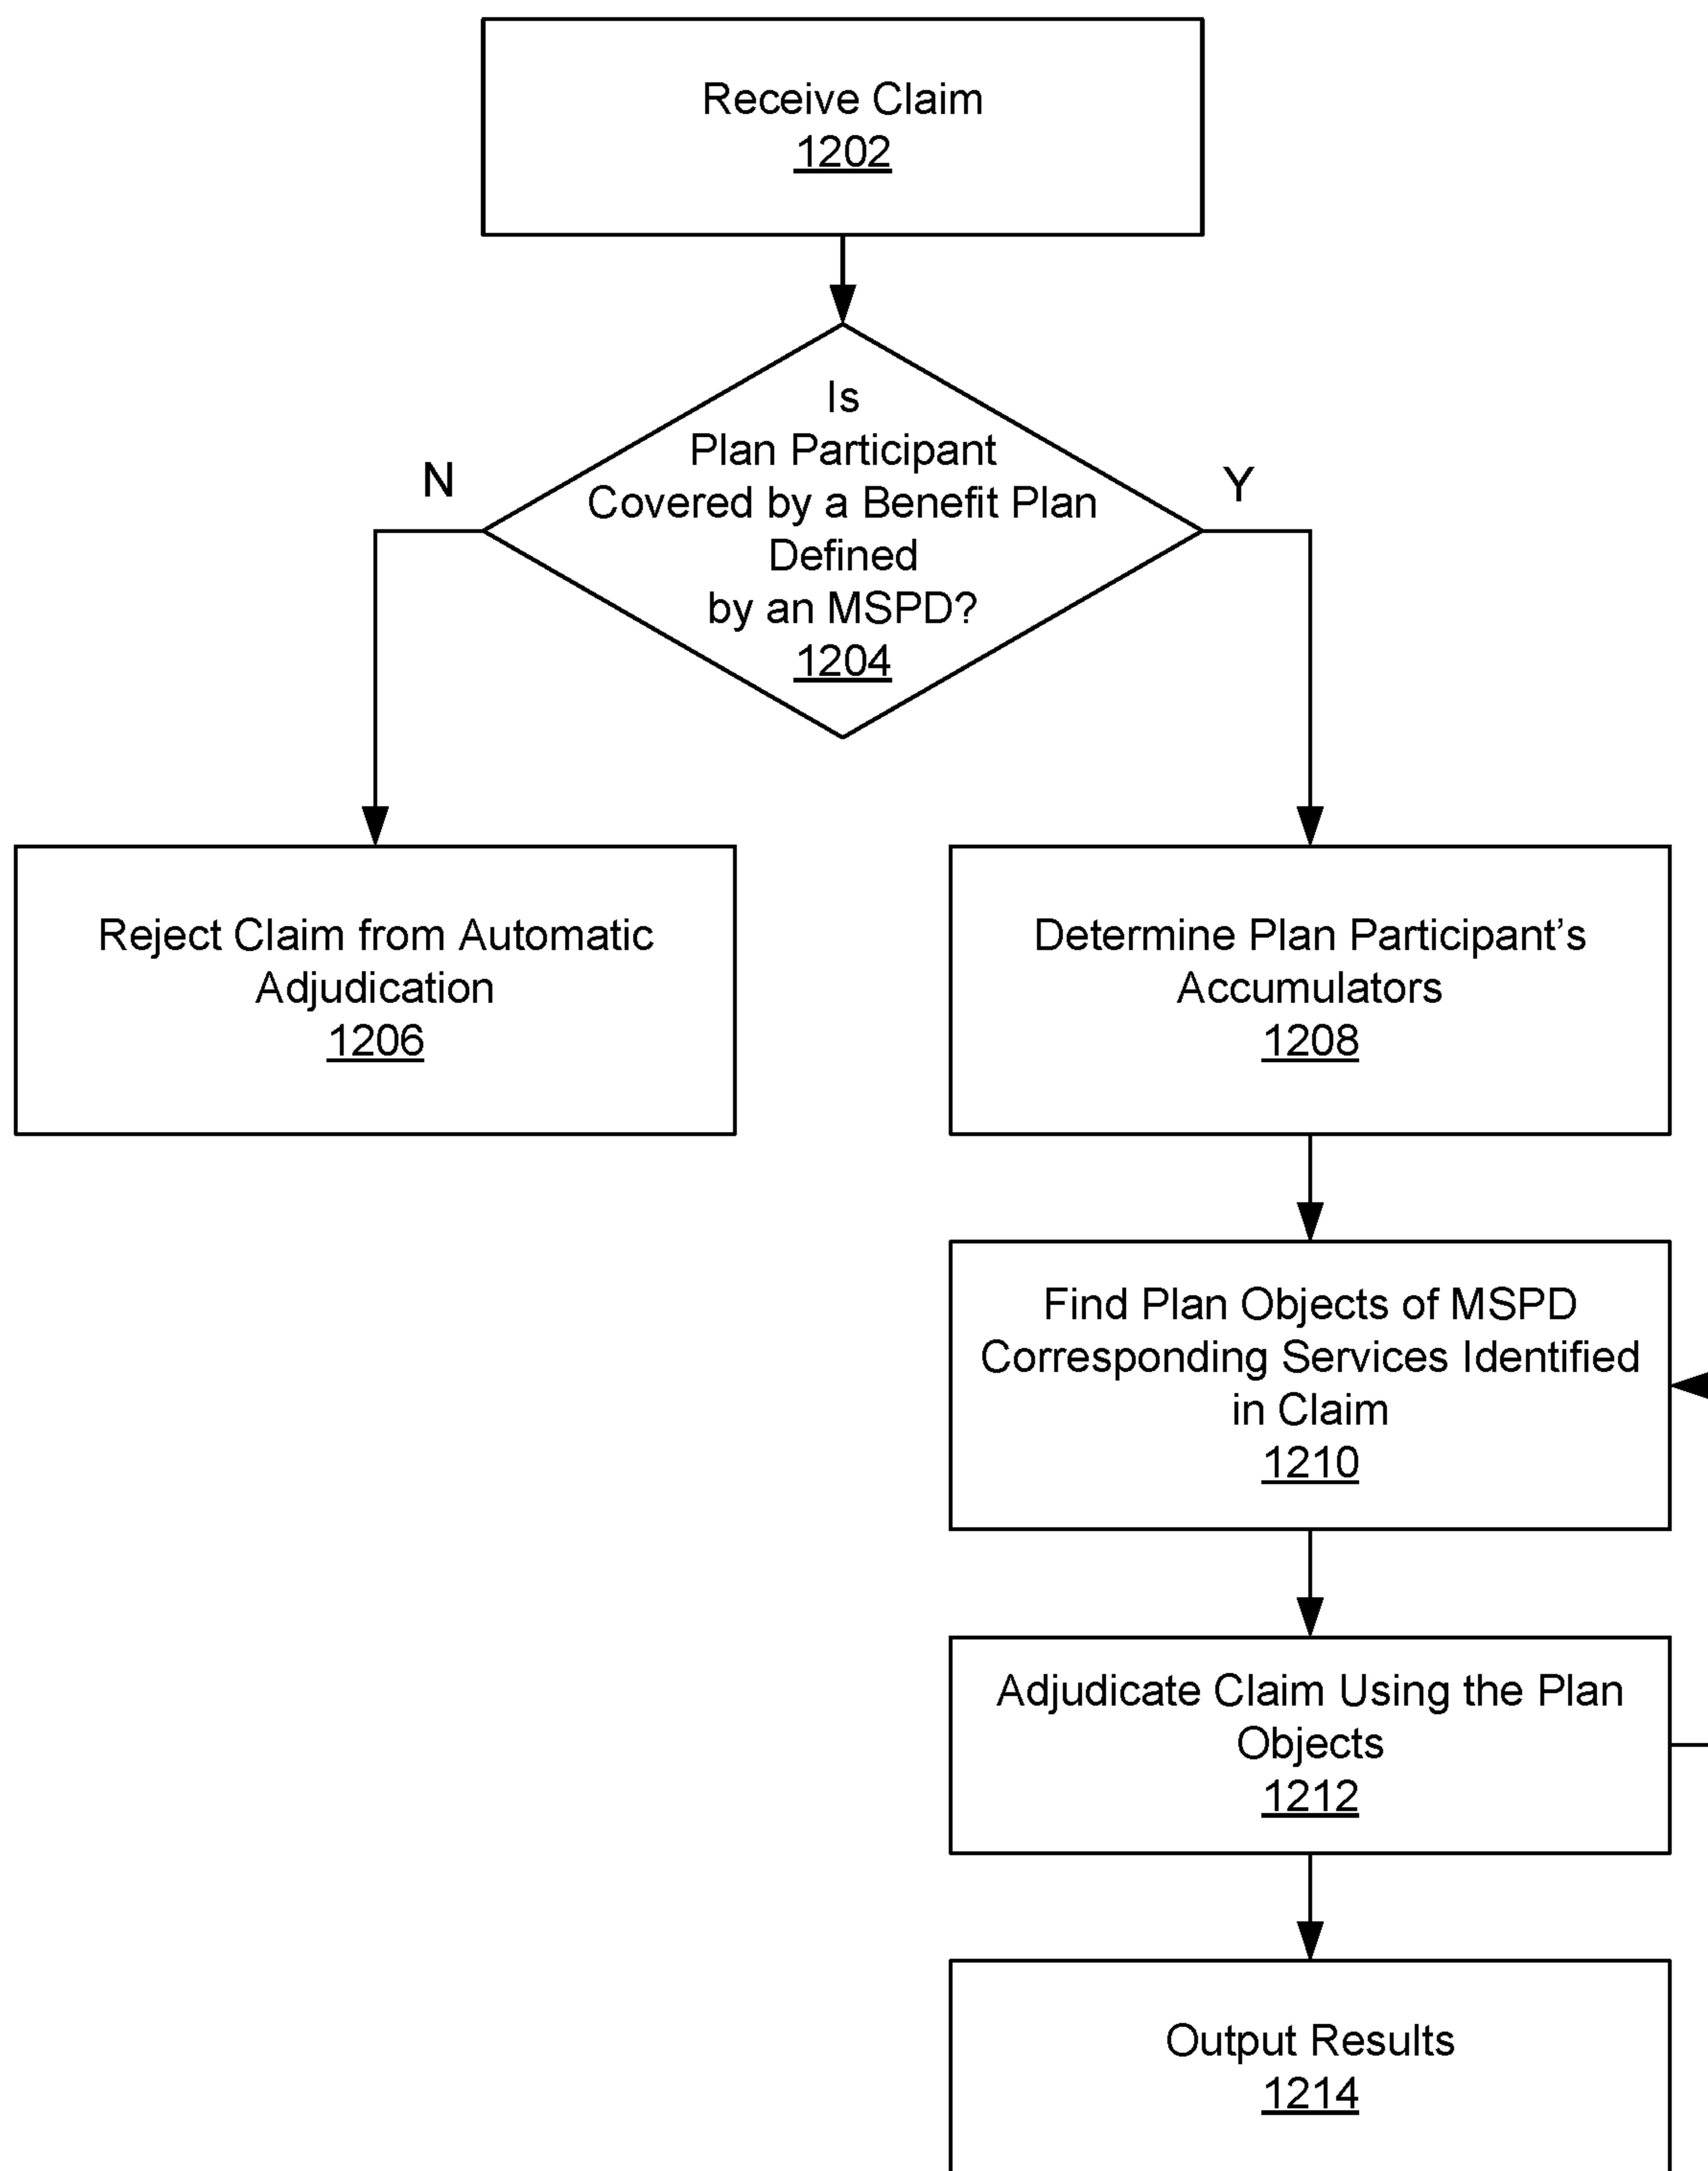 Receive Claim
1202
Is
Plan Participant
Covered by a Benefit Plan
Defined
by an MSPD?
1204
N
Y
Reject Claim from Automatic
Adjudication
1206
Determine Plan Participant’s
Accumulators
1208
Find Plan Objects of MSPD
Corresponding Services Identified
in Claim
1210
Adjudicate Claim Using the Plan
Objects
1212
Output Results
1214